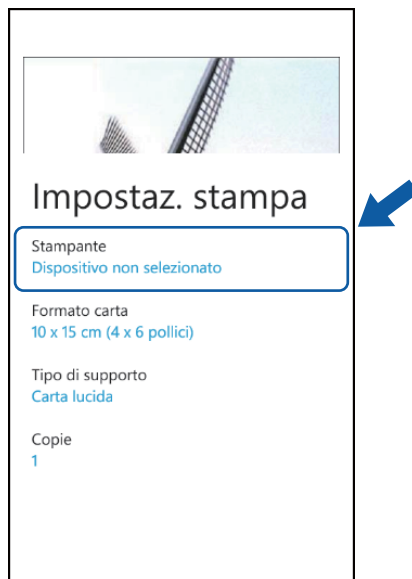 Impostaz. stampa
Stampante
Dispositivo non selezionato
Formato carta
10 x 15 cm (4 x 6 pollici)
Tipo di supporto
Carta lucida
Copie
1